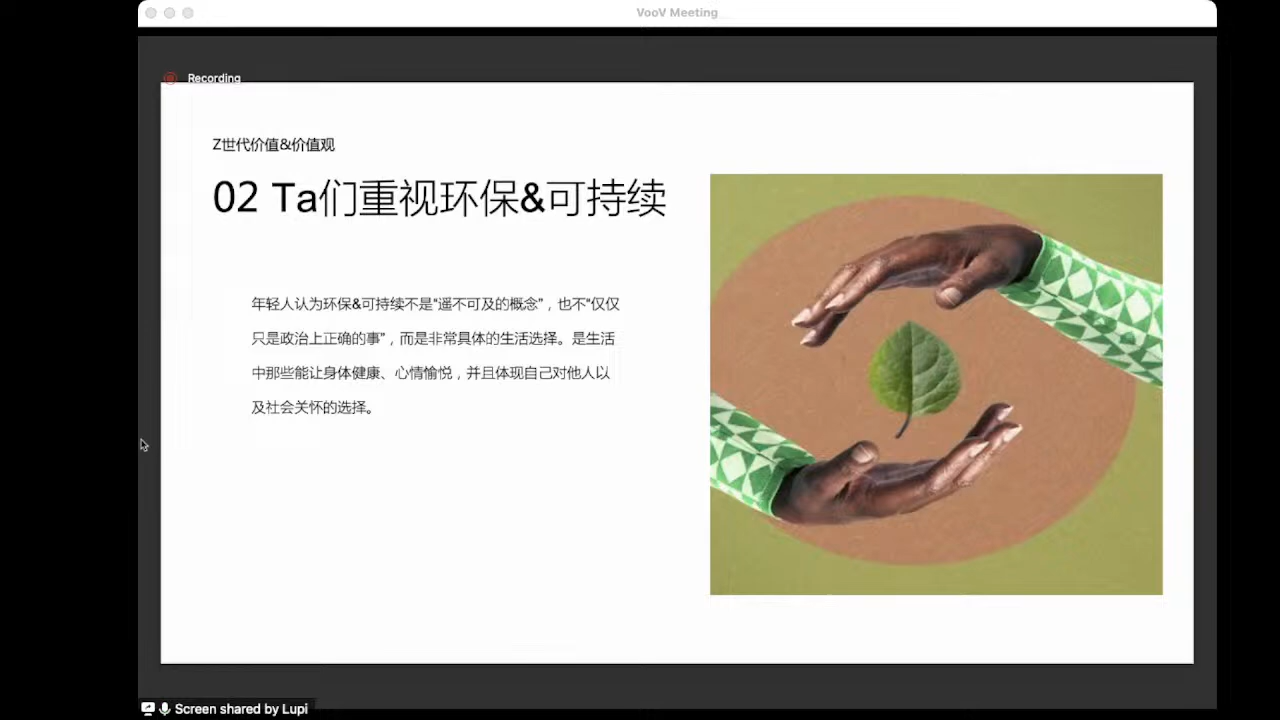 VooV Meeting
Recording
Z世代价值&价值观
02 Ta们重视环保&可持续
年轻人认为环保&可持续不是“遥不可及的概念”，也不“仅仅
只是政治上正确的事”，而是非常具体的生活选择。是生活
中那些能让身体健康、心情愉悦，并且体现自己对他人以
及社会关怀的选择。
Screen shared by Lupi